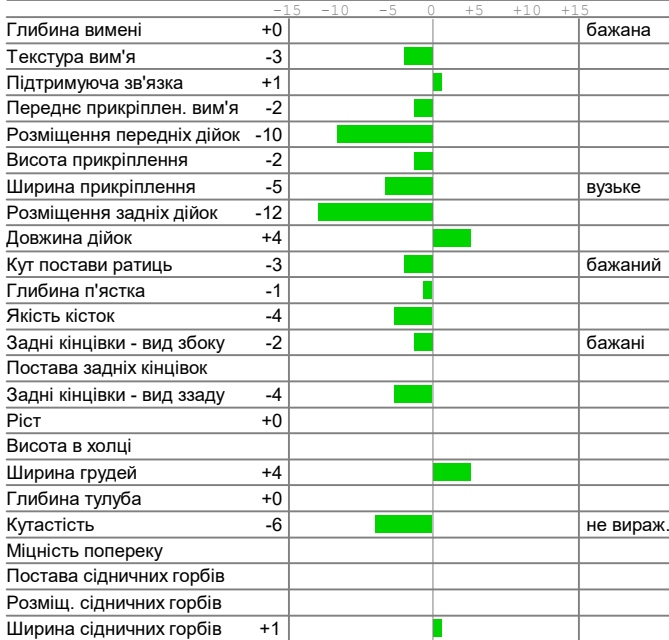 -15 -10 -5 0 +5 +10 +15
Глибина вимені +0 бажана
Текстура вим'я -3
Підтримуюча зв'язка +1
Переднє прикріплен. вим'я -2
Розміщення передніх дійок -10
Висота прикріплення -2
Ширина прикріплення -5 вузьке
Розміщення задніх дійок -12
Довжина дійок +4
Кут постави ратиць -3 бажаний
Глибина п'ястка -1
Якість кісток -4
Задні кінцівки - вид збоку -2 бажані
Постава задніх кінцівок
Задні кінцівки - вид ззаду -4
Ріст +0
Висота в холці
Ширина грудей +4
Глибина тулуба +0
Кутастість -6 не вираж.
Міцність попереку
Постава сідничних горбів
Розміщ. сідничних горбів
Ширина сідничних горбів +1